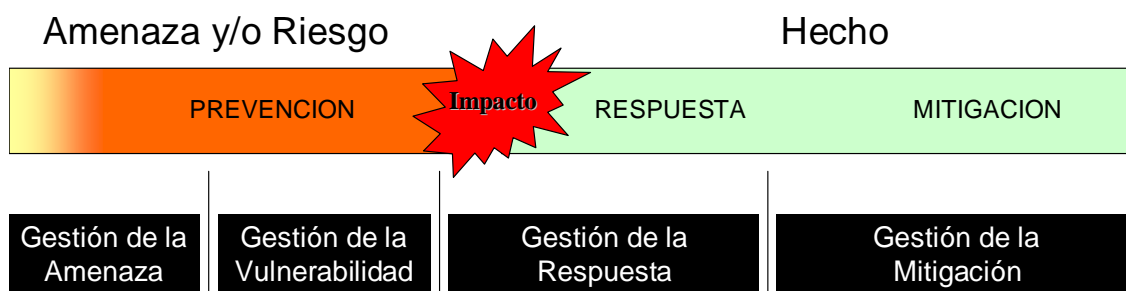 Amenaza y/o Riesgo
Hecho
PREVENCION
Impacto
RESPUESTA
MITIGACION
Gestión de la
Amenaza
Gestión de la
Vulnerabilidad
Gestión de la
Respuesta
Gestión de la
Mitigación